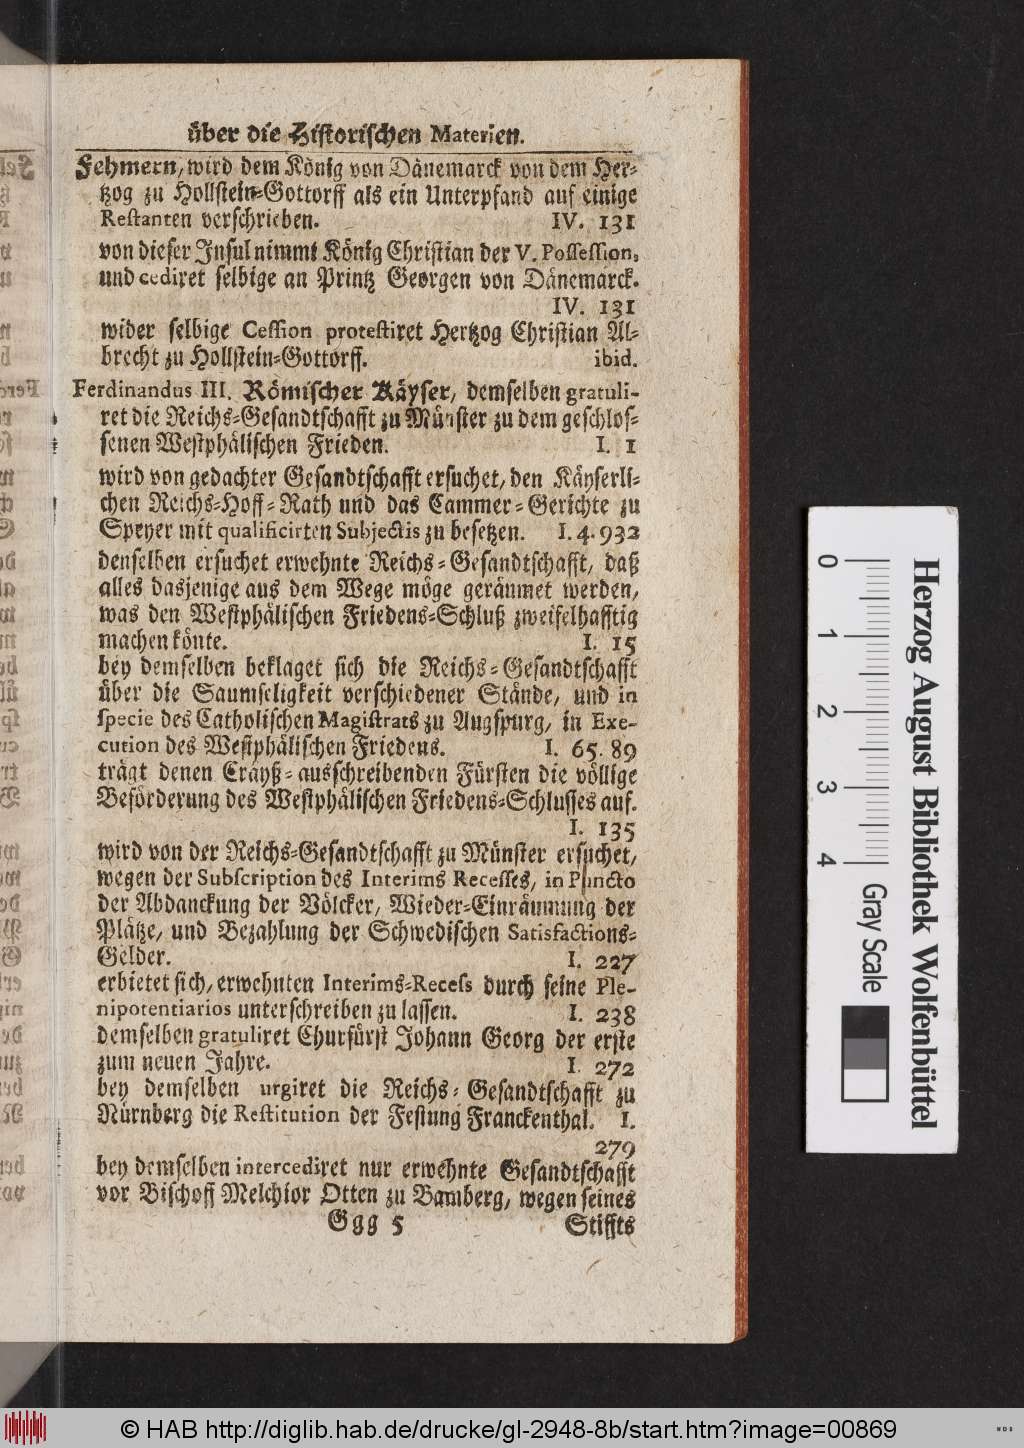 über die Historischen Materien.
Fehmern, wird dem König von Dänemarck von dem Her-
tzog zu Hollstein-Gottorff als ein Unterpfand auf einige
Restanten verschrieben. IV. 131
von dieser Insul nimmt König Christian der V. Possession,
und cediret selbige an Printz Georgen von Dänemarck.
IV. 131
wider selbige Cession protestiret Hertzog Christian Al-
brecht zu Hollstein-Gottorff. ibid.
Ferdinandus III. Römischer Käyser, demselben gratuli-
ret die Reichs-Gesandtschafft zu Münster zu dem geschlos-
senen Westphälischen Frieden. I. 1
wird von gedachter Gesandtschafft ersuchet, den Käyserli-
chen Reichs-Hoff-Rath und das Cammer-Gerichte zu
Speyer mit qualificirten Subjectis zu besetzen. I. 4. 932
denselben ersuchet erwehnte Reichs-Gesandtschafft, daß
alles dasjenige aus dem Wege möge geräumet werden,
was den Westphälischen Friedens-Schluß zweifelhafftig
machen könte. I. 15
bey demselben beklaget sich die Reichs-Gesandtschafft
über die Saumseligkeit verschiedener Stände, und in
specie des Catholischen Magistrats zu Augspurg, in Exe-
cution des Westphälischen Friedens. I. 65. 89
trägt denen Cräyß-ausschreibenden Fürsten die völlige
Beförderung des Westphälischen Friedens-Schlusses auf.
I. 135
wird von der Reichs-Gesandtschafft zu Münster ersuchet,
wegen der Subscription des Interims Recesses, in Puncto
der Abdanckung der Völcker, Wieder-Einräumung der
Plätze, und Bezahlung der Schwedischen Satisfactions-
Gelder. I. 227
erbietet sich, erwehnten Interims-Recess durch seine Ple-
nipotentiarios unterschreiben zu lassen. I. 238
demselben gratuliret Churfürst Johann Georg der erste
zum neuen Jahre. I. 272
bey demselben urgiret die Reichs-Gesandtschafft zu
Nürnberg die Restitution der Festung Franckenthal. I.
279
bey demselben intercediret nur erwehnte Gesandtschafft
vor Bischoff Melchior Otten zu Bamberg, wegen seines
Ggg 5 Stiffts
Herzog August Bibliothek Wolfenbüttel
0 1 2 3 4 Gray Scale
© HAB http://diglib.hab.de/drucke/gl-2948-8b/start.htm?image=00869